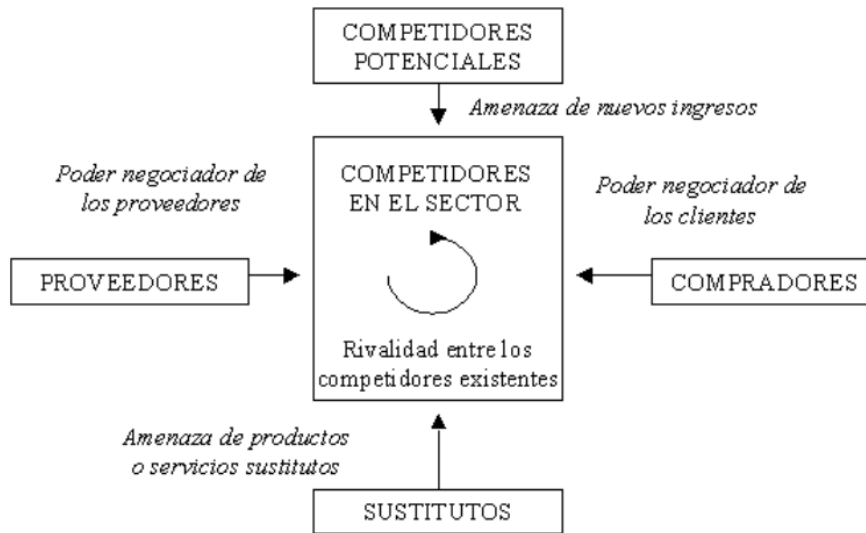 COMPETIDORES
POTENCIALES
Amenaza de nuevos ingresos
Poder negociador de
los proveedores
COMPETIDORES
EN EL SECTOR
Poder negociador de
los clientes
PROVEEDORES
COMPRADORES
Rivalidad entre los
competidores existentes
Amenaza de productos
o servicios sustitutos
SUSTITUTOS